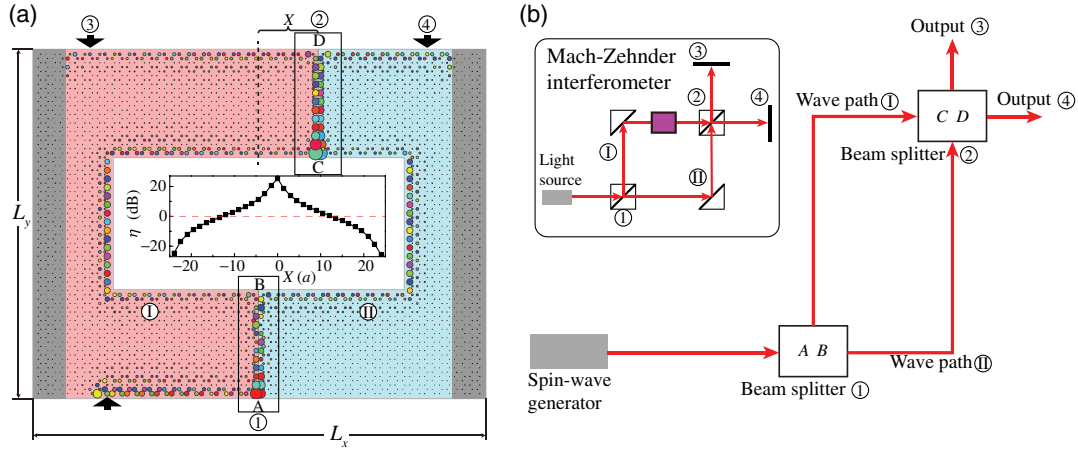 (a)
③
X
②
④
D
C
20
0
−20
η (dB)
−20
−10
0
10
20
X (a)
L_y
B
Ⓘ
Ⅱ
A
①
L_x
(b)
Mach-Zehnder
interferometer
③
②
④
Ⓘ
Light
source
Ⅱ
①
Output ③
Wave path Ⓘ
C D
Output ④
Beam splitter ②
A B
Spin-wave
generator
Beam splitter ①
Wave path Ⅱ